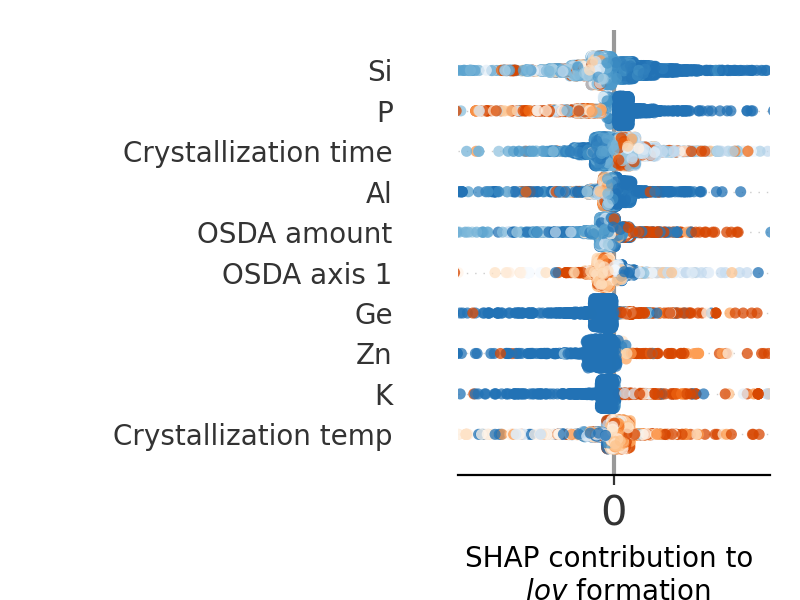 Si
P
Crystallization time
Al
OSDA amount
OSDA axis 1
Ge
Zn
K
Crystallization temp
0
SHAP contribution to
lov formation